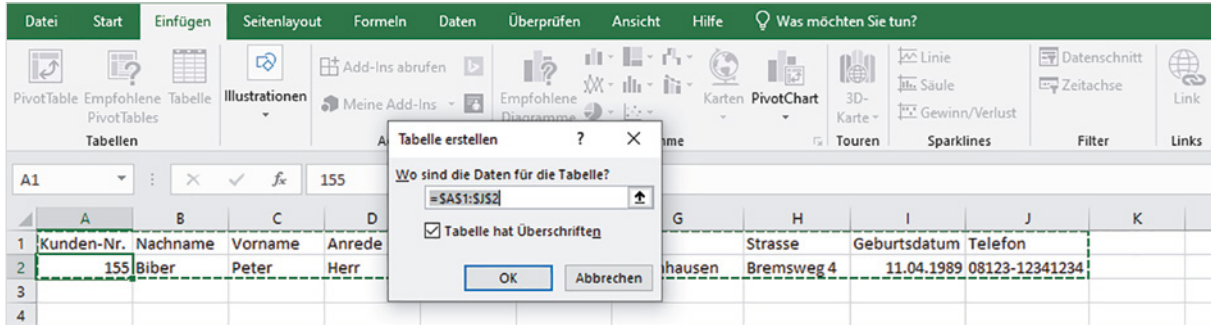 Datei Start Einfügen Seitenlayout Formeln Daten Überprüfen Ansicht Hilfe Was möchten Sie tun?
PivotTable Empfohlene PivotTables Tabelle
Illustrationen
Add-Ins abrufen
Meine Add-Ins
Empfohlene Diagramme
Karten PivotChart
3D-Karte
Linie
Säule
Gewinn/Verlust
Datenschnitt
Zeitachse
Link
Tabellen Touren Sparklines Filter Links
Tabelle erstellen ? ×
Wo sind die Daten für die Tabelle?
=$A$1:$J$2
Tabelle hat Überschriften
OK Abbrechen
A1 fx 155
A B C D G H I J K
1 Kunden-Nr. Nachname Vorname Anrede Strasse Geburtsdatum Telefon
2 155 Biber Peter Herr Bremsweg 4 11.04.1989 08123-12341234
3
4